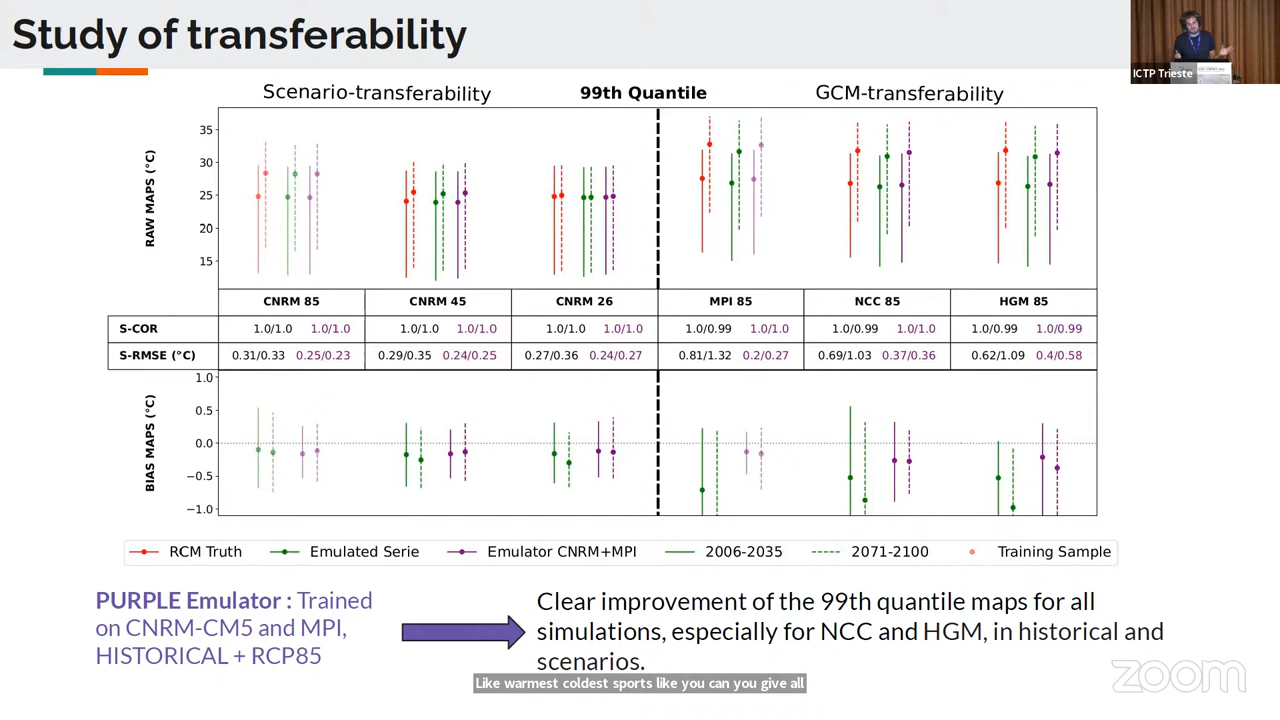 Study of transferability
ICTP Trieste
Scenario-transferability
99th Quantile
GCM-transferability
RAW MAPS (°C)
35
30
25
20
15
CNRM 85 CNRM 45 CNRM 26 MPI 85 NCC 85 HGM 85
S-COR 1.0/1.0 1.0/1.0 1.0/1.0 1.0/1.0 1.0/1.0 1.0/1.0 1.0/0.99 1.0/1.0 1.0/0.99 1.0/1.0 1.0/0.99 1.0/0.99
S-RMSE (°C) 0.31/0.33 0.25/0.23 0.29/0.35 0.24/0.25 0.27/0.36 0.24/0.27 0.81/1.32 0.2/0.27 0.69/1.03 0.37/0.36 0.62/1.09 0.4/0.58
BIAS MAPS (°C)
1.0
0.5
0.0
−0.5
−1.0
RCM Truth Emulated Serie Emulator CNRM+MPI 2006-2035 2071-2100 Training Sample
PURPLE Emulator : Trained
on CNRM-CM5 and MPI,
HISTORICAL + RCP85
Clear improvement of the 99th quantile maps for all
simulations, especially for NCC and HGM, in historical and
scenarios.
Like warmest coldest sports like you can you give all
zoom